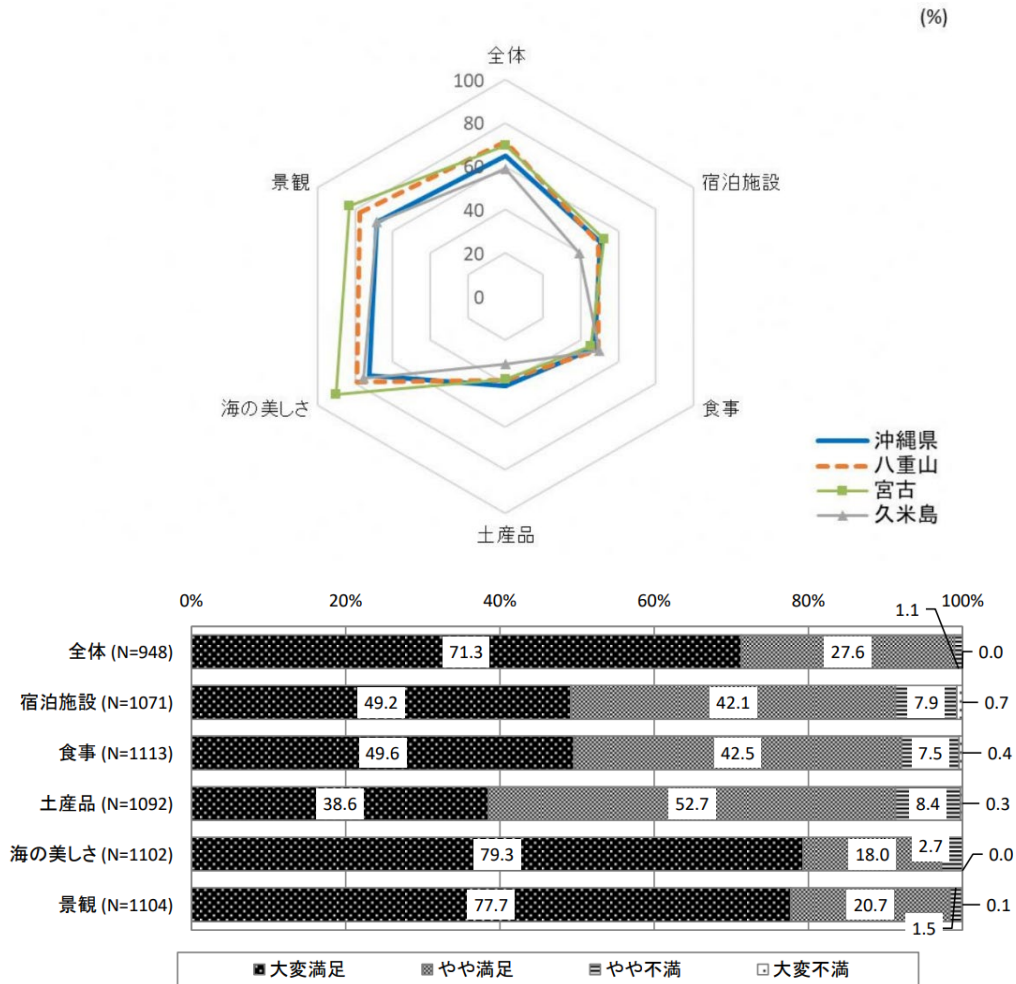 (%)
全体
100
80
60
40
20
0
景観
宿泊施設
海の美しさ
食事
土産品
沖縄県
八重山
宮古
久米島
0% 20% 40% 60% 80% 100%
1.1
全体 (N=948) 71.3 27.6 0.0
宿泊施設 (N=1071) 49.2 42.1 7.9 0.7
食事 (N=1113) 49.6 42.5 7.5 0.4
土産品 (N=1092) 38.6 52.7 8.4 0.3
海の美しさ (N=1102) 79.3 18.0 2.7 0.0
景観 (N=1104) 77.7 20.7 0.1
1.5
大変満足 やや満足 やや不満 大変不満